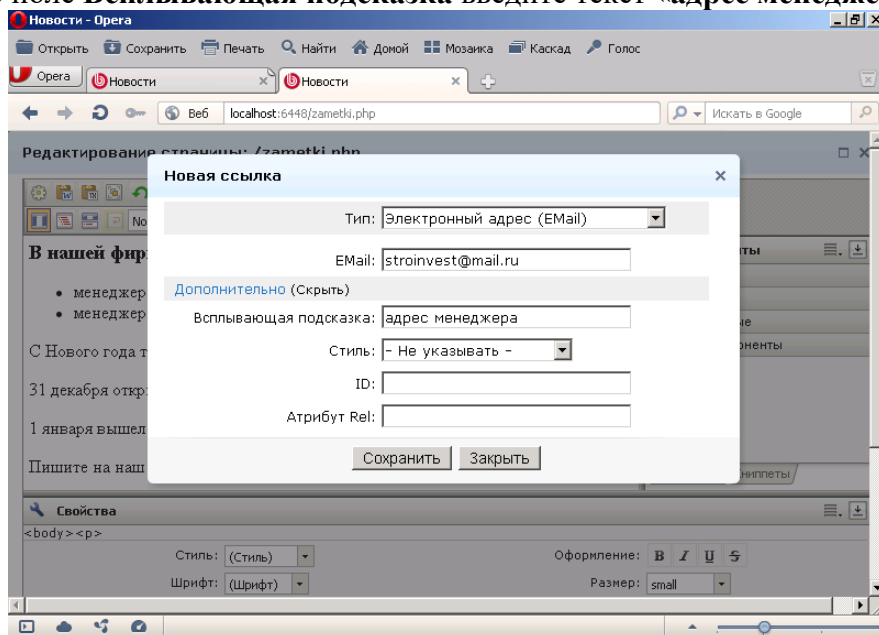 поле Всплывающая подсказка введите текст «адрес менедже
Новости - Opera
Открыть Сохранить Печать Найти Домой Мозаика Каскад Голос
Opera Новости Новости
Веб localhost:6448/zametki.php Искать в Google
Редактирование страницы: /zametki.php
Новая ссылка
Тип: Электронный адрес (EMail)
No
В нашей фир
EMail: stroinvest@mail.ru
Дополнительно (Скрыть)
менеджер
Всплывающая подсказка: адрес менеджера
менеджер
Стиль: - Не указывать -
С Нового года т
ID:
31 декабря откр
Атрибут Rel:
1 января вышел
Сохранить Закрыть
Пишите на наш
ниппеты
Свойства
<body><p>
Стиль: (Стиль) Оформление: B I U S
Шрифт: (Шрифт) Размер: small